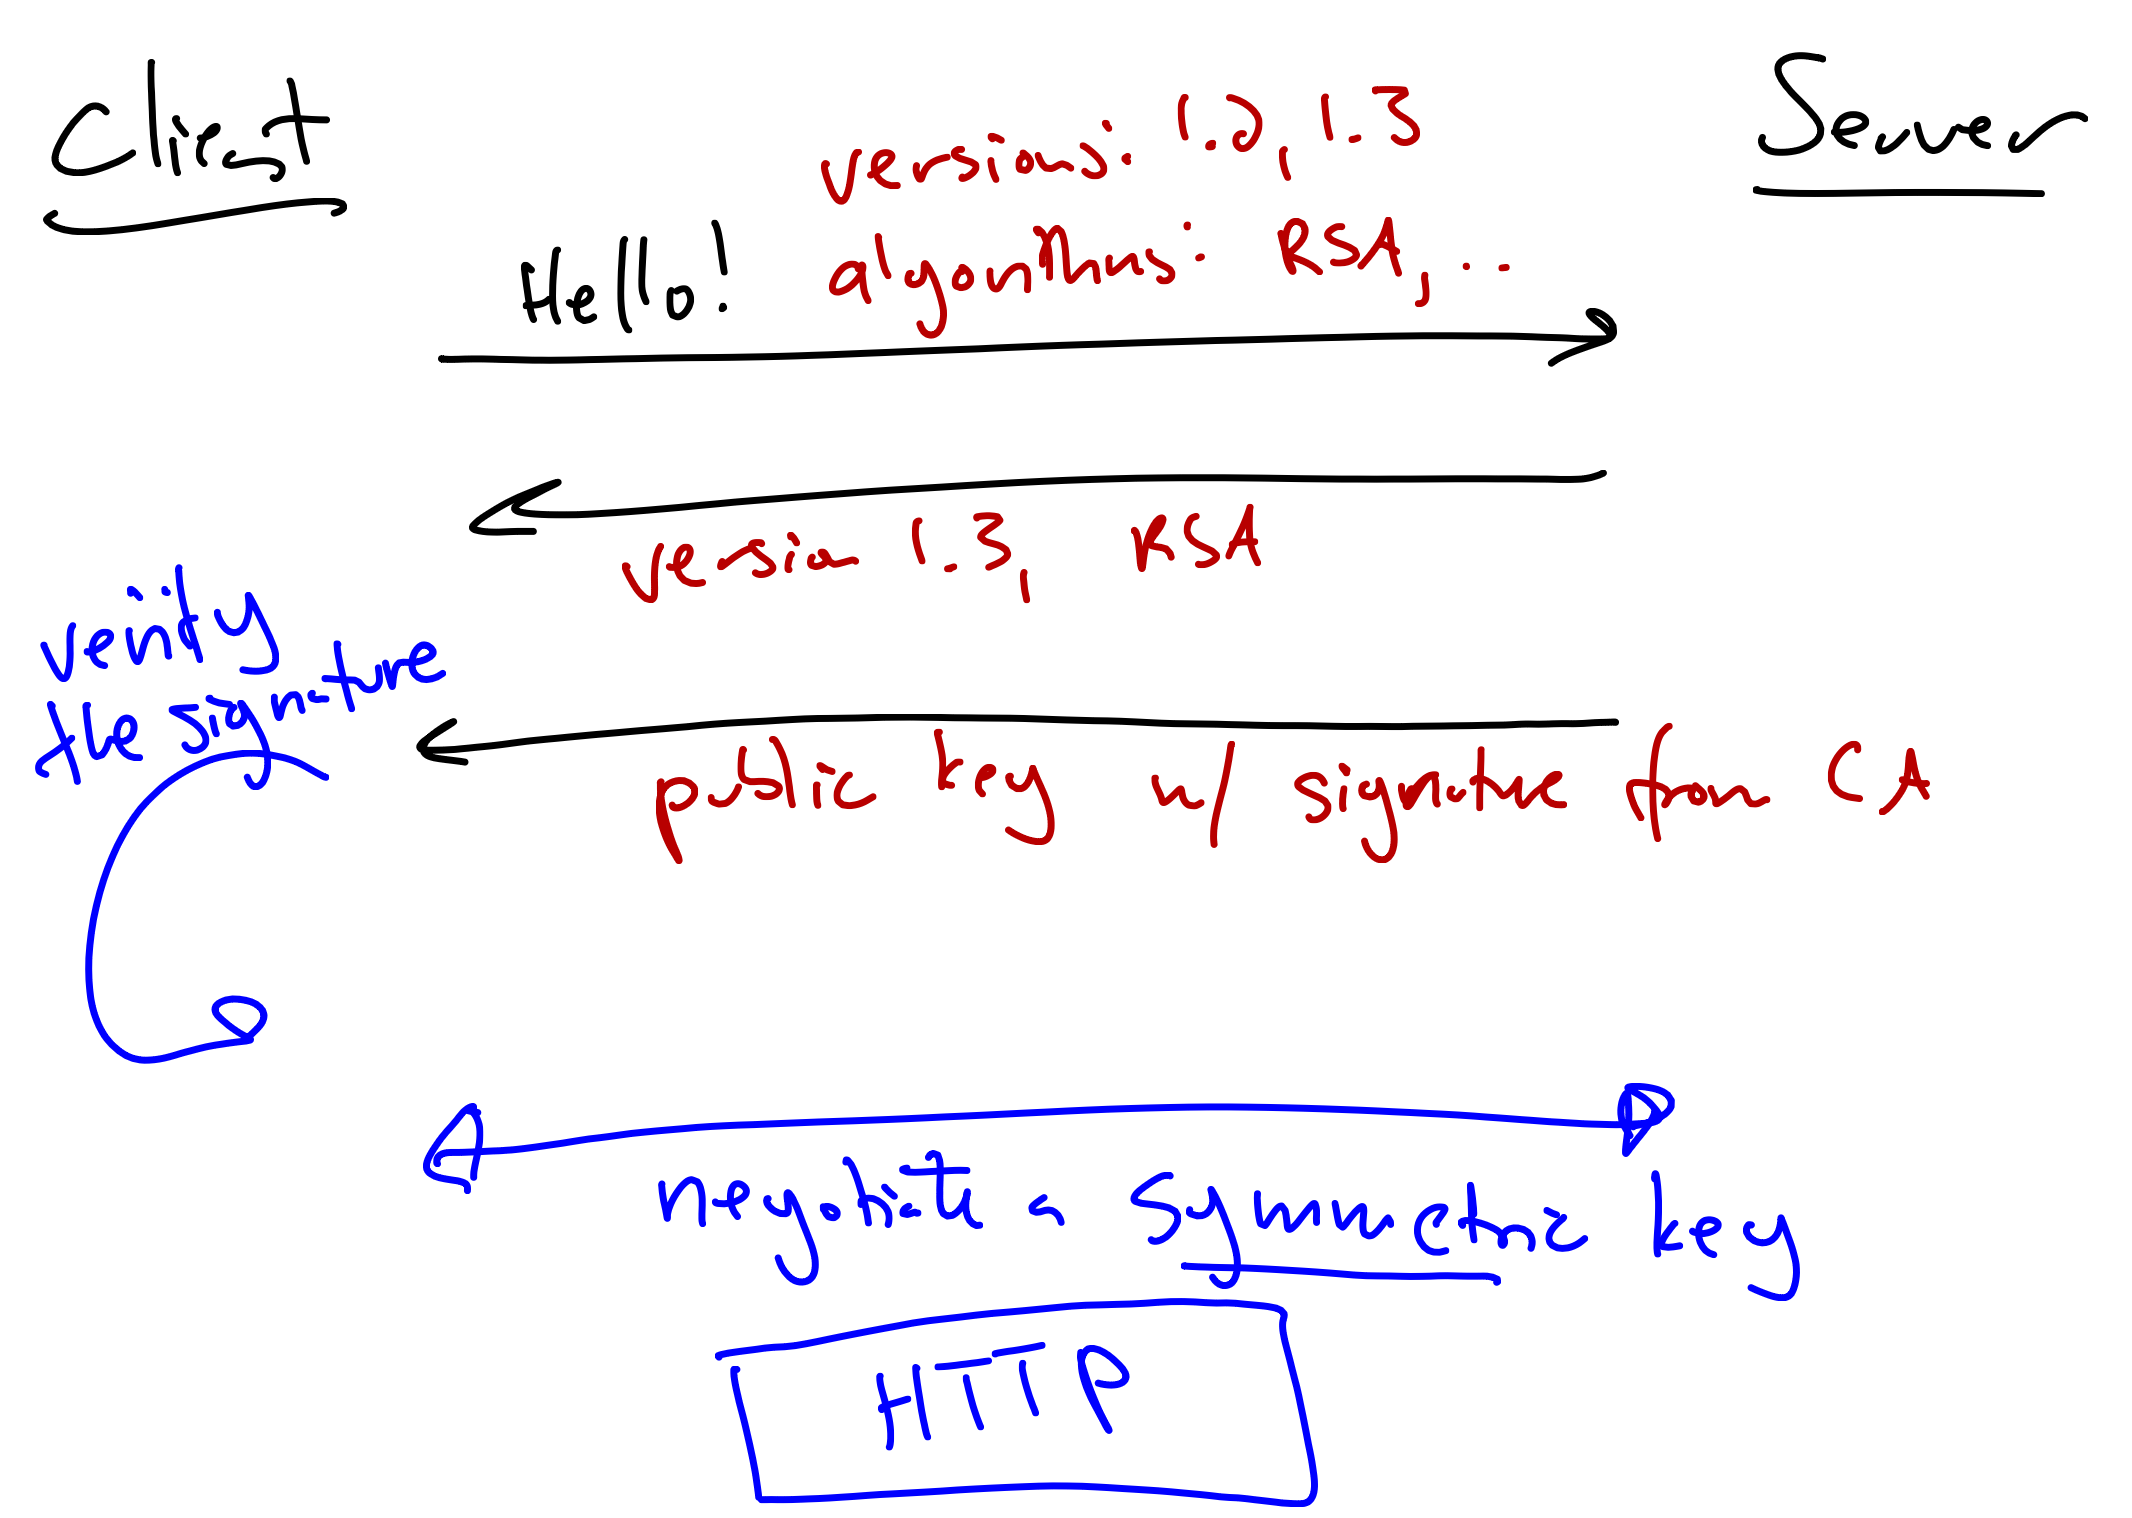 Client
Server
versions: 1.2, 1.3
Hello!
algorithms: RSA, ...
version 1.3, RSA
verify
the signature
public key w/ signature from CA
negotiate a symmetric key
HTTP